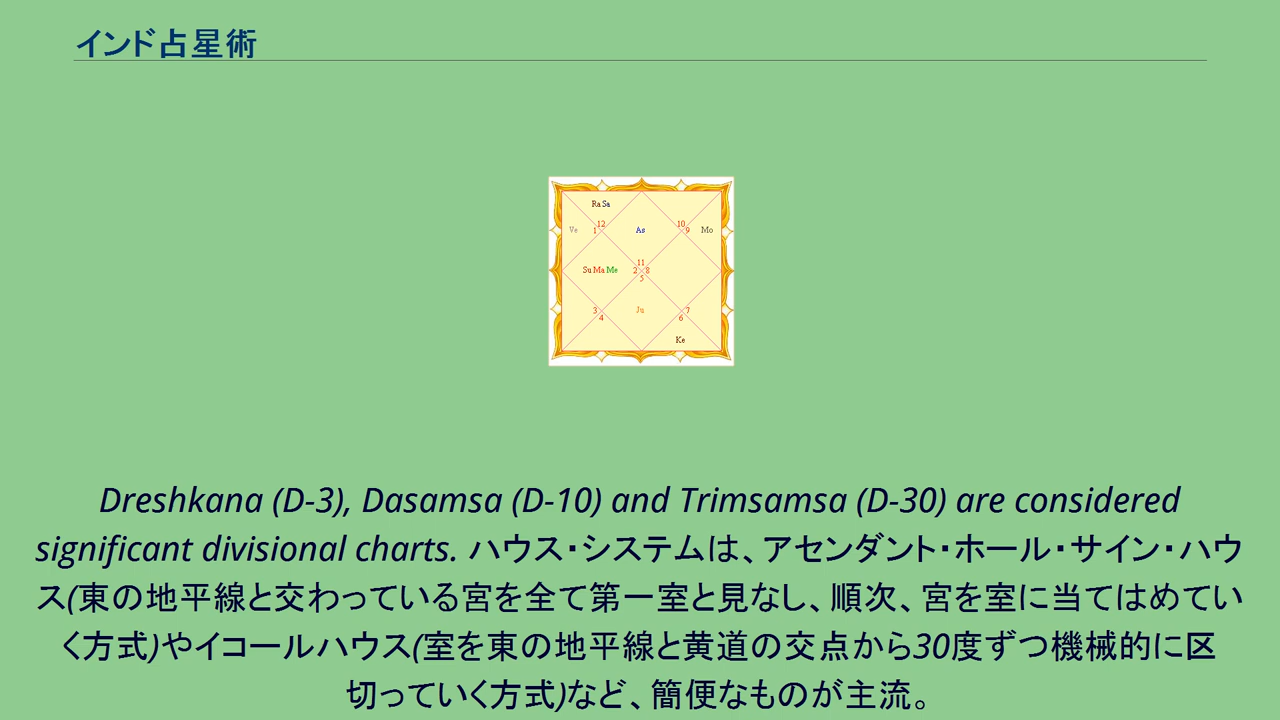 インド占星術
Ra Sa
12
10
Ve
1
As
9
Mo
11
Su Ma Me
2
8
5
3
7
4
Ju
6
Ke
Dreshkana (D-3), Dasamsa (D-10) and Trimsamsa (D-30) are considered
significant divisional charts. ハウス・システムは、アセンダント・ホール・サイン・ハウ
ス(東の地平線と交わっている宮を全て第一室と見なし、順次、宮を室に当てはめてい
く方式)やイコールハウス(室を東の地平線と黄道の交点から30度ずつ機械的に区
切っていく方式)など、簡便なものが主流。